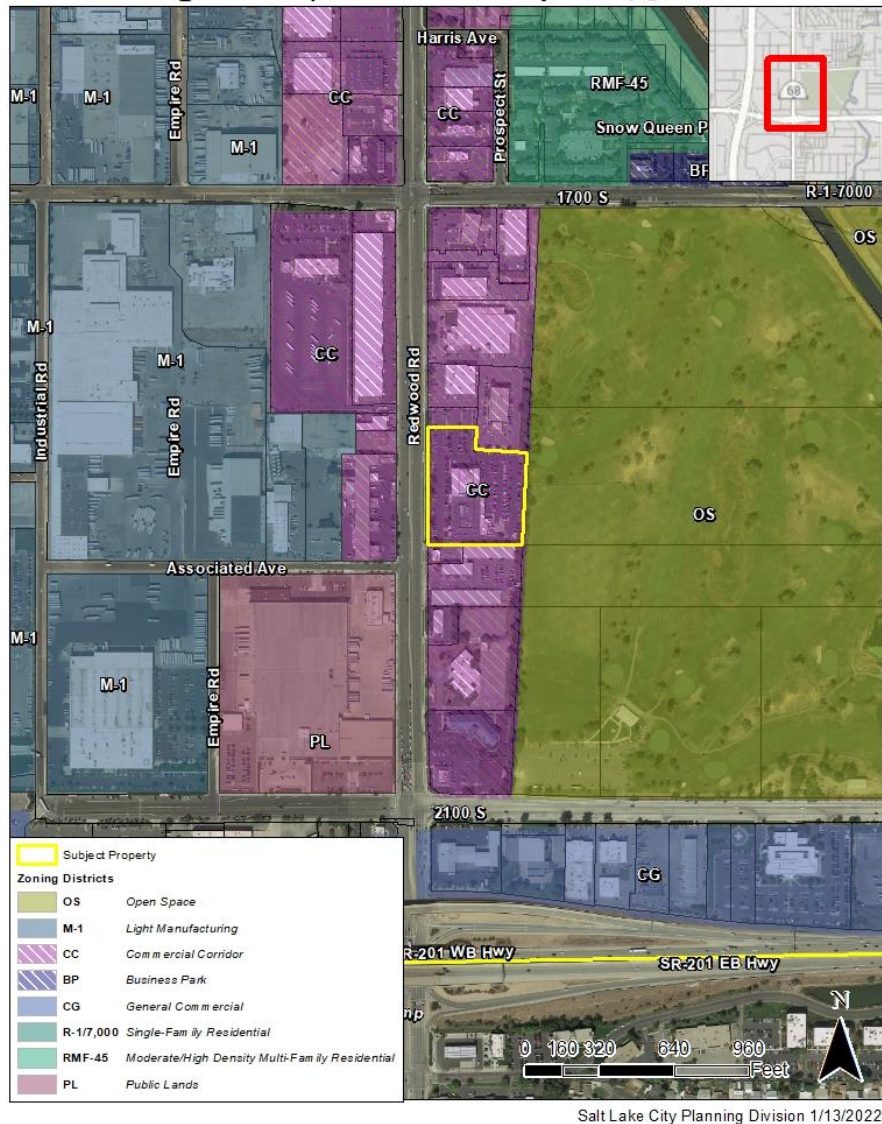 Harris Ave
M-1
M-1
Empire Rd
CC
CC
Prospect St
RMF-45
68
M-1
Snow Queen P
BP
1700 S
R-1-7000
OS
M-1
M-1
CC
Industrial Rd
Empire Rd
Redwood Rd
CC
OS
Associated Ave
M-1
M-1
Empire Rd
PL
2100 S
CG
R-201 WB Hwy
SR-201 EB Hwy
mp
N
0 160 320 640 960
Feet
Subject Property
Zoning Districts
OS Open Space
M-1 Light Manufacturing
CC Commercial Corridor
BP Business Park
CG General Commercial
R-1/7,000 Single-Family Residential
RMF-45 Moderate/High Density Multi-Family Residential
PL Public Lands
Salt Lake City Planning Division 1/13/2022